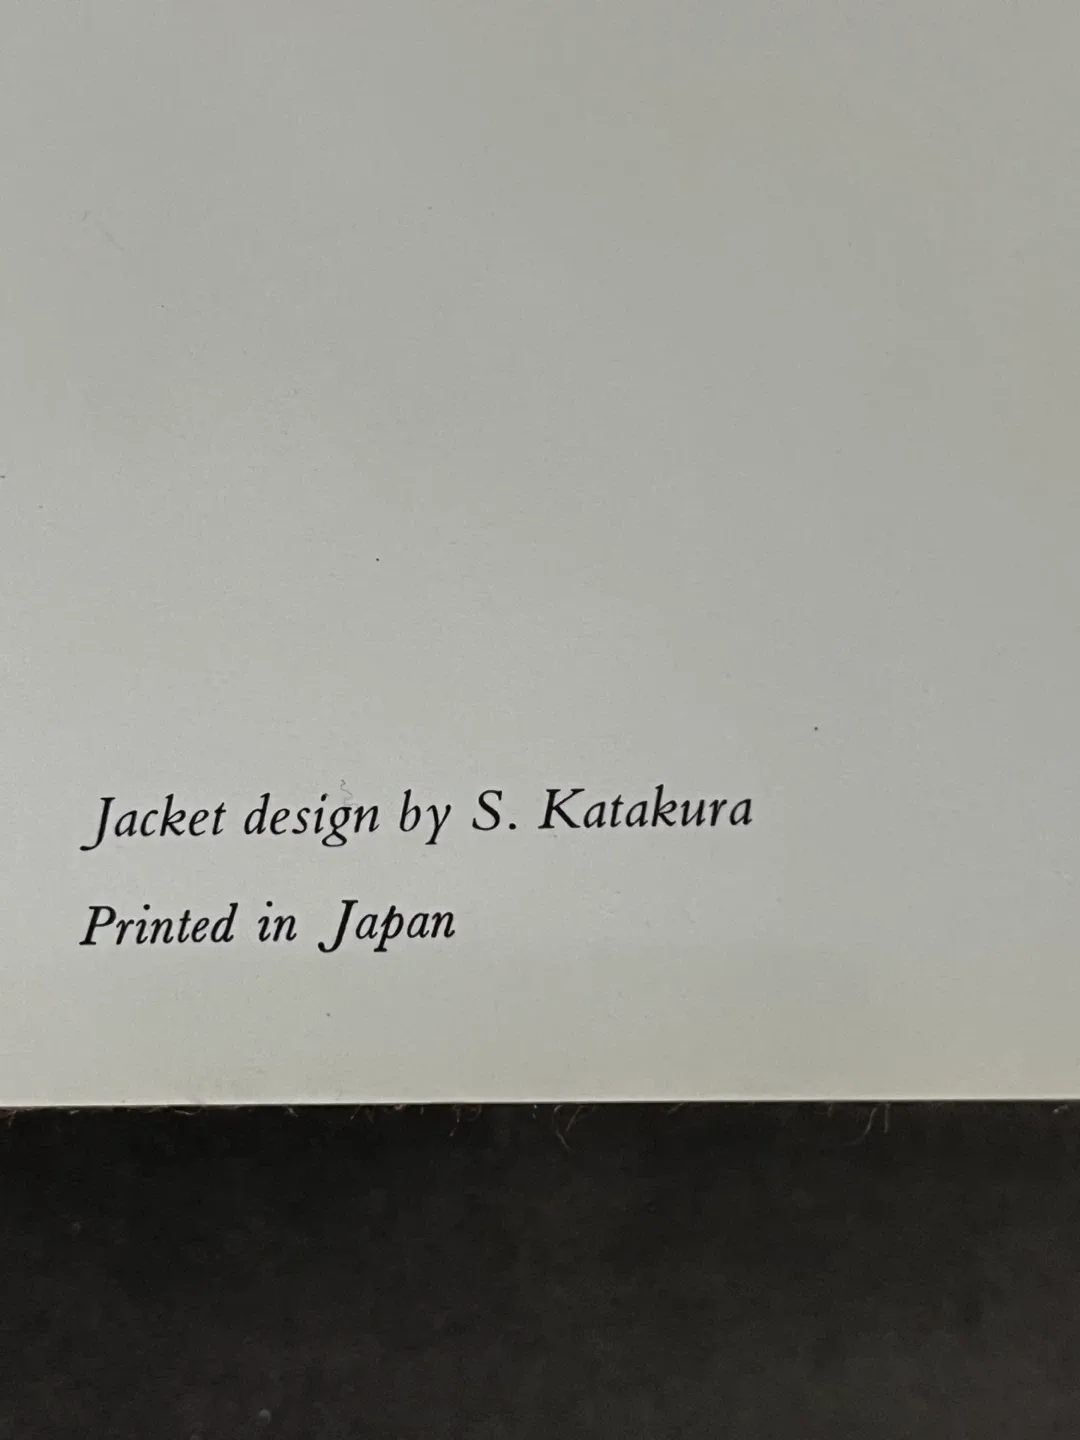 Jacket design by S. Katakura
Printed in Japan